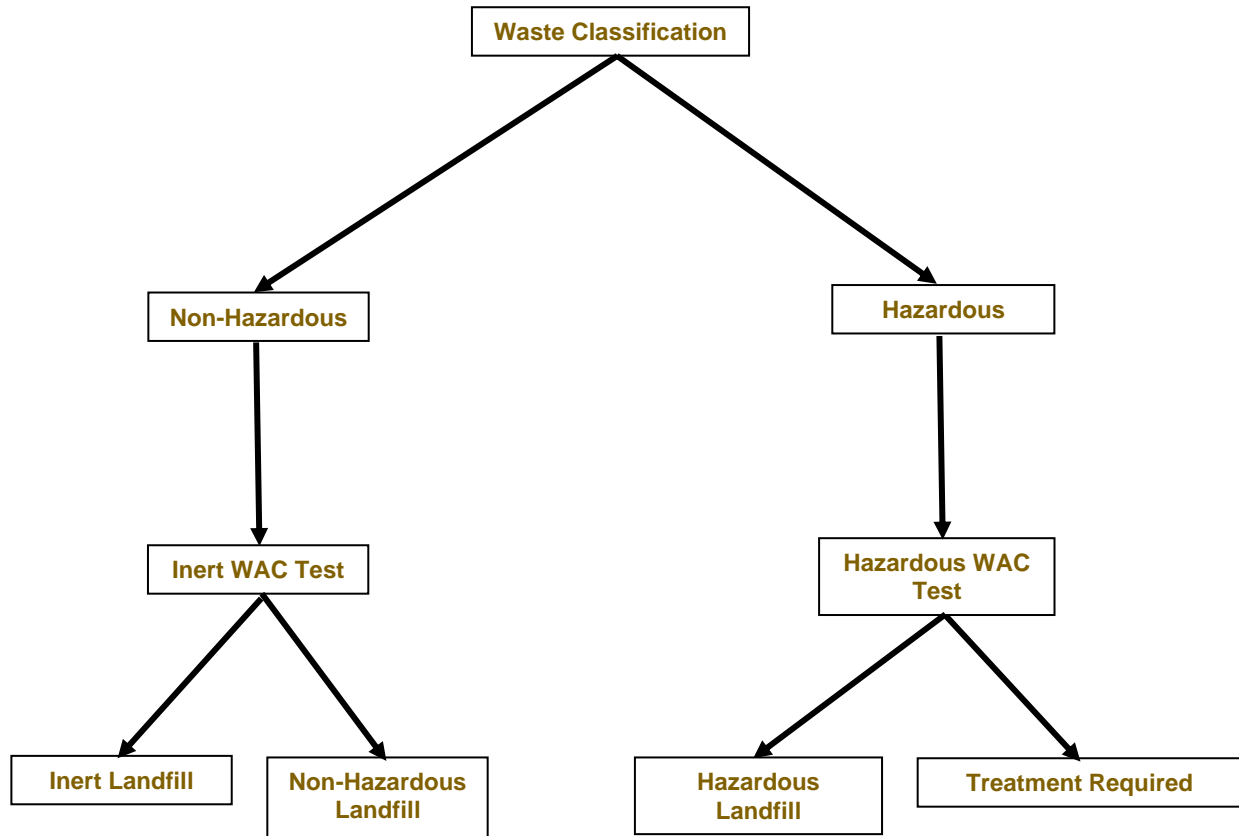 Waste Classification
Non-Hazardous
Hazardous
Inert WAC Test
Hazardous WAC
Test
Inert Landfill
Non-Hazardous
Landfill
Hazardous
Landfill
Treatment Required